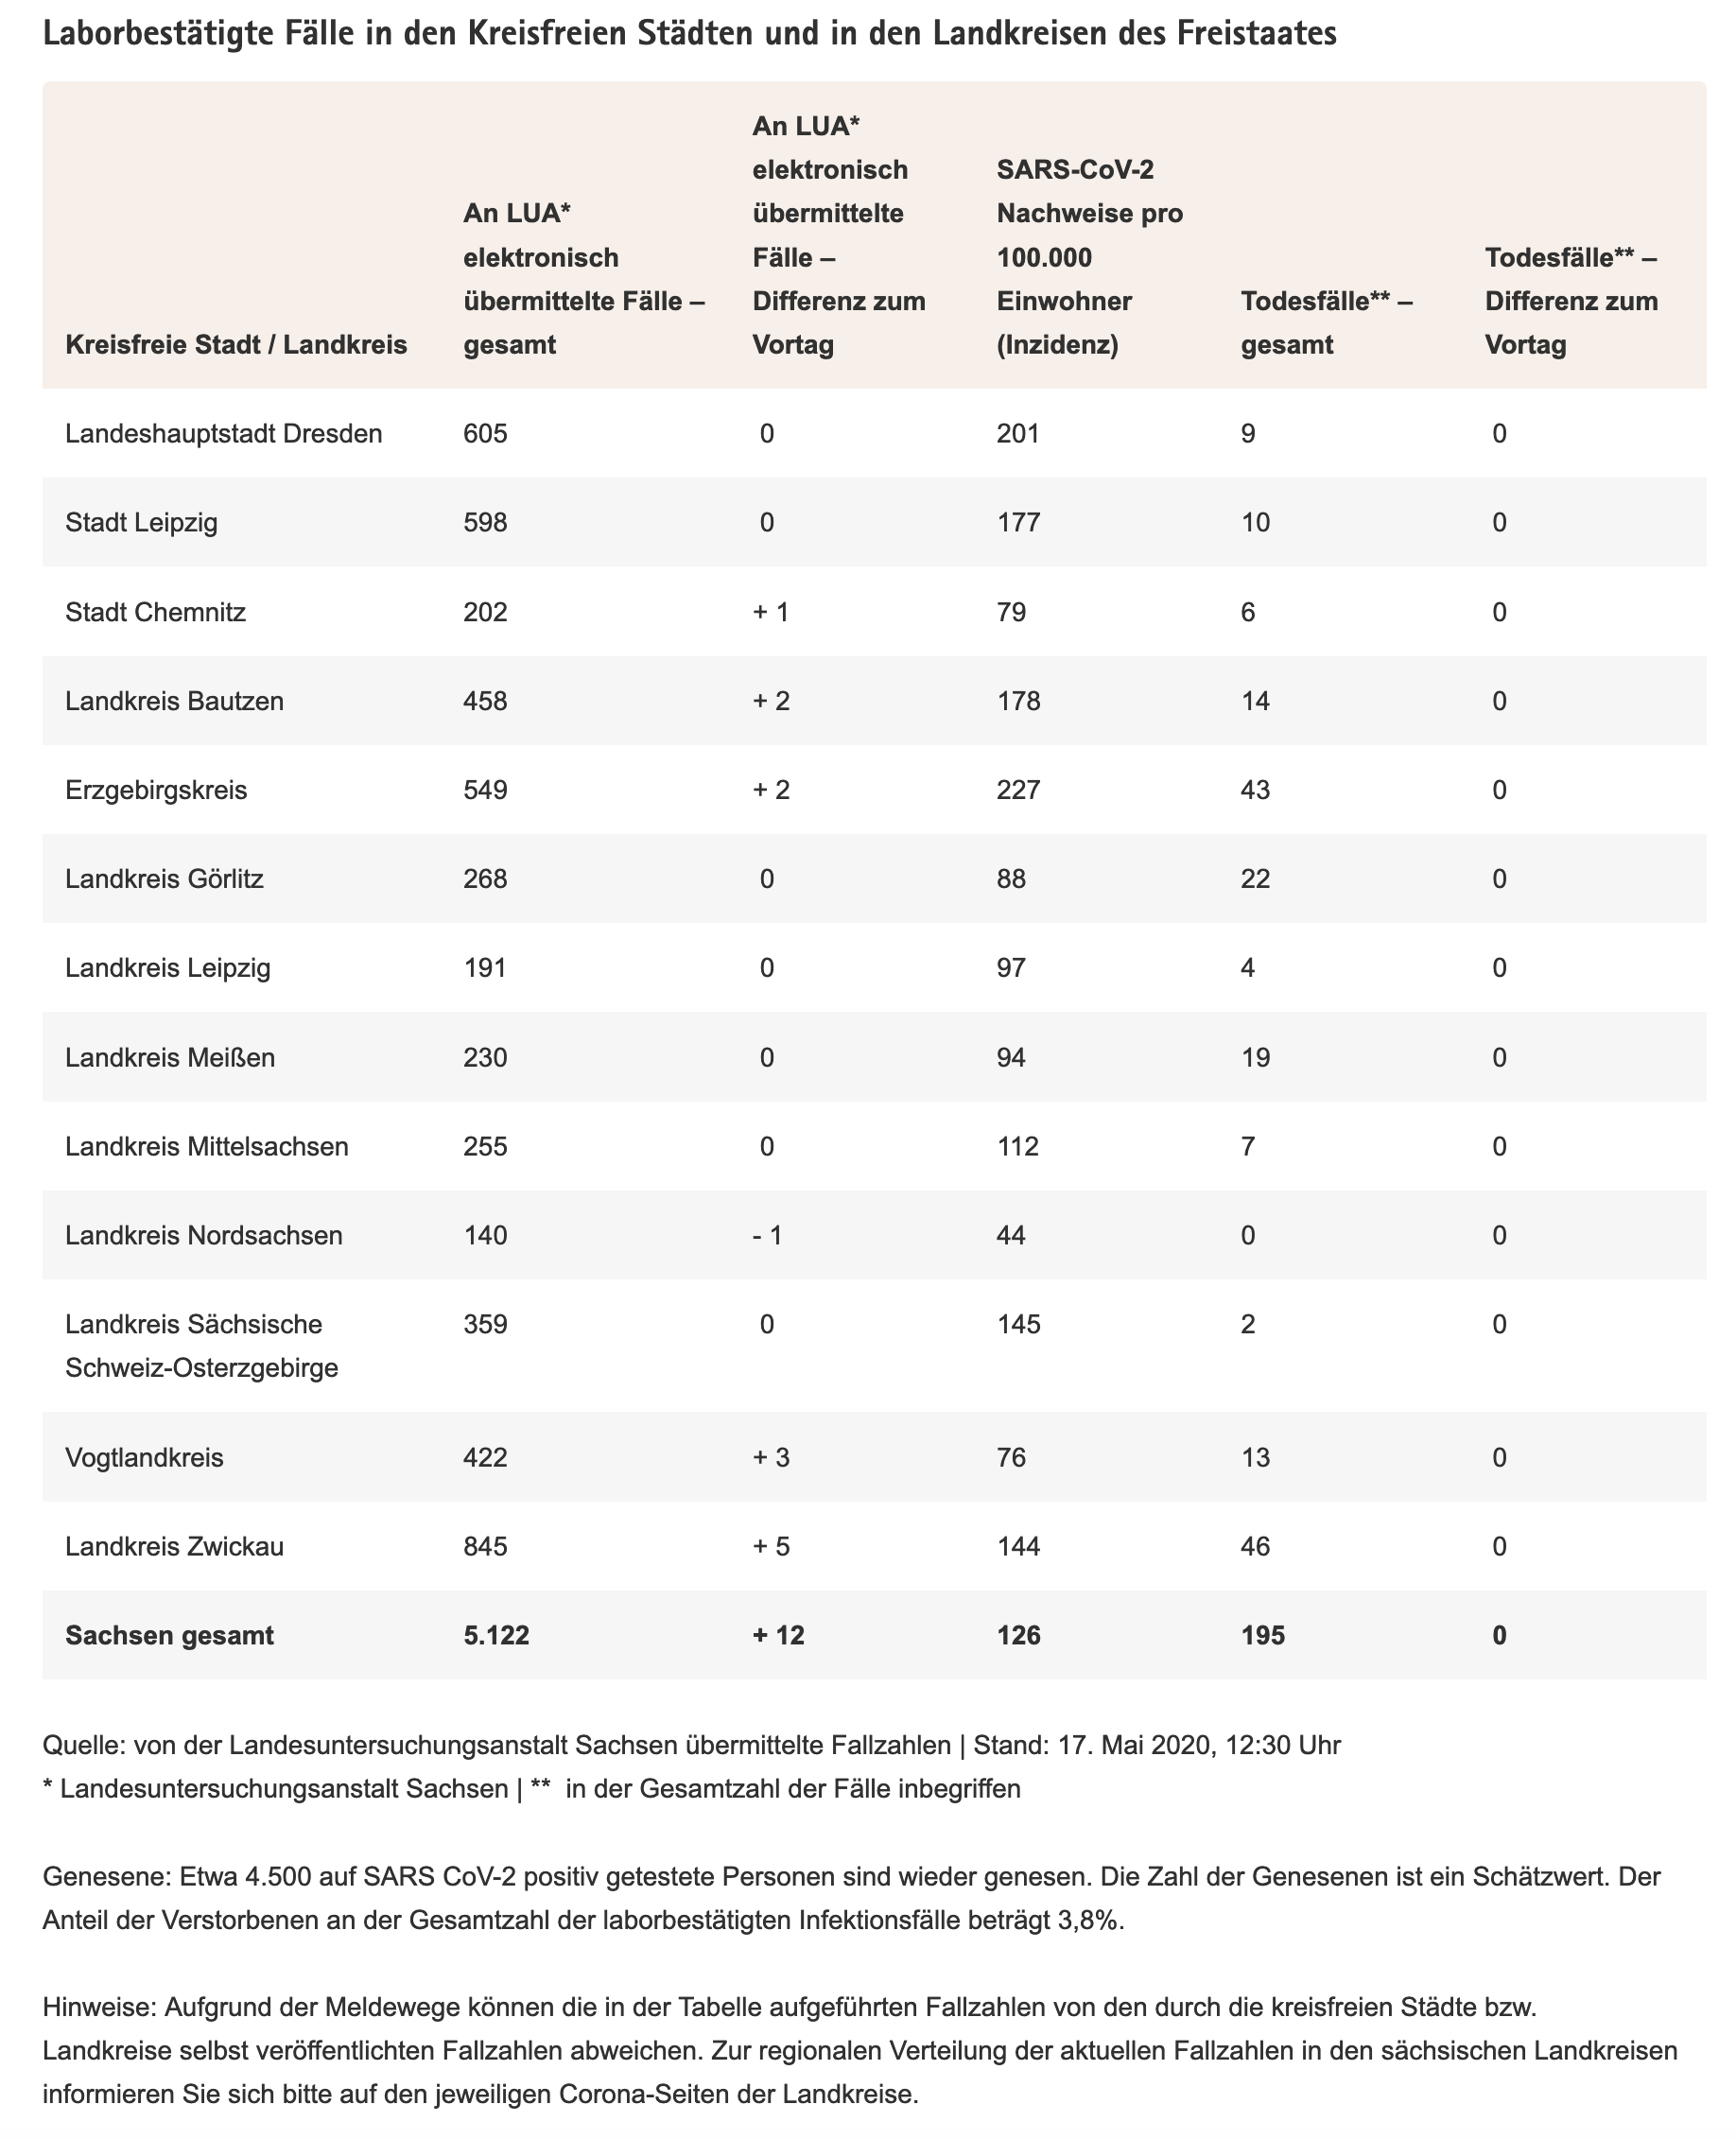 Laborbestätigte Fälle in den Kreisfreien Städten und in den Landkreisen des Freistaates
Kreisfreie Stadt / Landkreis
An LUA*
elektronisch
übermittelte Fälle –
gesamt
An LUA*
elektronisch
übermittelte
Fälle –
Differenz zum
Vortag
SARS-CoV-2
Nachweise pro
100.000
Einwohner
(Inzidenz)
Todesfälle** –
gesamt
Todesfälle** –
Differenz zum
Vortag
Landeshauptstadt Dresden 605 0 201 9 0
Stadt Leipzig 598 0 177 10 0
Stadt Chemnitz 202 + 1 79 6 0
Landkreis Bautzen 458 + 2 178 14 0
Erzgebirgskreis 549 + 2 227 43 0
Landkreis Görlitz 268 0 88 22 0
Landkreis Leipzig 191 0 97 4 0
Landkreis Meißen 230 0 94 19 0
Landkreis Mittelsachsen 255 0 112 7 0
Landkreis Nordsachsen 140 - 1 44 0 0
Landkreis Sächsische 359 0 145 2 0
Schweiz-Osterzgebirge
Vogtlandkreis 422 + 3 76 13 0
Landkreis Zwickau 845 + 5 144 46 0
Sachsen gesamt 5.122 + 12 126 195 0
Quelle: von der Landesuntersuchungsanstalt Sachsen übermittelte Fallzahlen | Stand: 17. Mai 2020, 12:30 Uhr
* Landesuntersuchungsanstalt Sachsen | ** in der Gesamtzahl der Fälle inbegriffen
Genesene: Etwa 4.500 auf SARS CoV-2 positiv getestete Personen sind wieder genesen. Die Zahl der Genesenen ist ein Schätzwert. Der
Anteil der Verstorbenen an der Gesamtzahl der laborbestätigten Infektionsfälle beträgt 3,8%.
Hinweise: Aufgrund der Meldewege können die in der Tabelle aufgeführten Fallzahlen von den durch die kreisfreien Städte bzw.
Landkreise selbst veröffentlichten Fallzahlen abweichen. Zur regionalen Verteilung der aktuellen Fallzahlen in den sächsischen Landkreisen
informieren Sie sich bitte auf den jeweiligen Corona-Seiten der Landkreise.